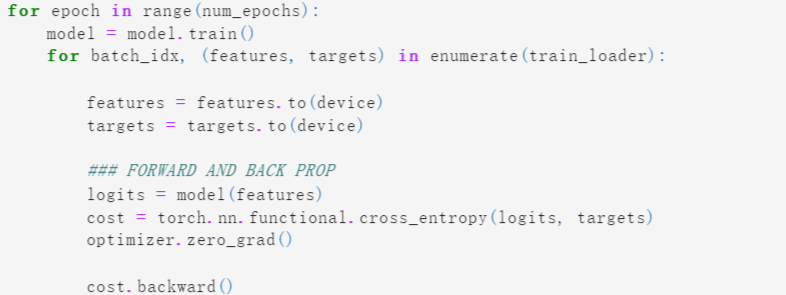 for epoch in range(num_epochs):
    model = model.train()
    for batch_idx, (features, targets) in enumerate(train_loader):
        features = features.to(device)
        targets = targets.to(device)
        ### FORWARD AND BACK PROP
        logits = model(features)
        cost = torch.nn.functional.cross_entropy(logits, targets)
        optimizer.zero_grad()
        cost.backward()